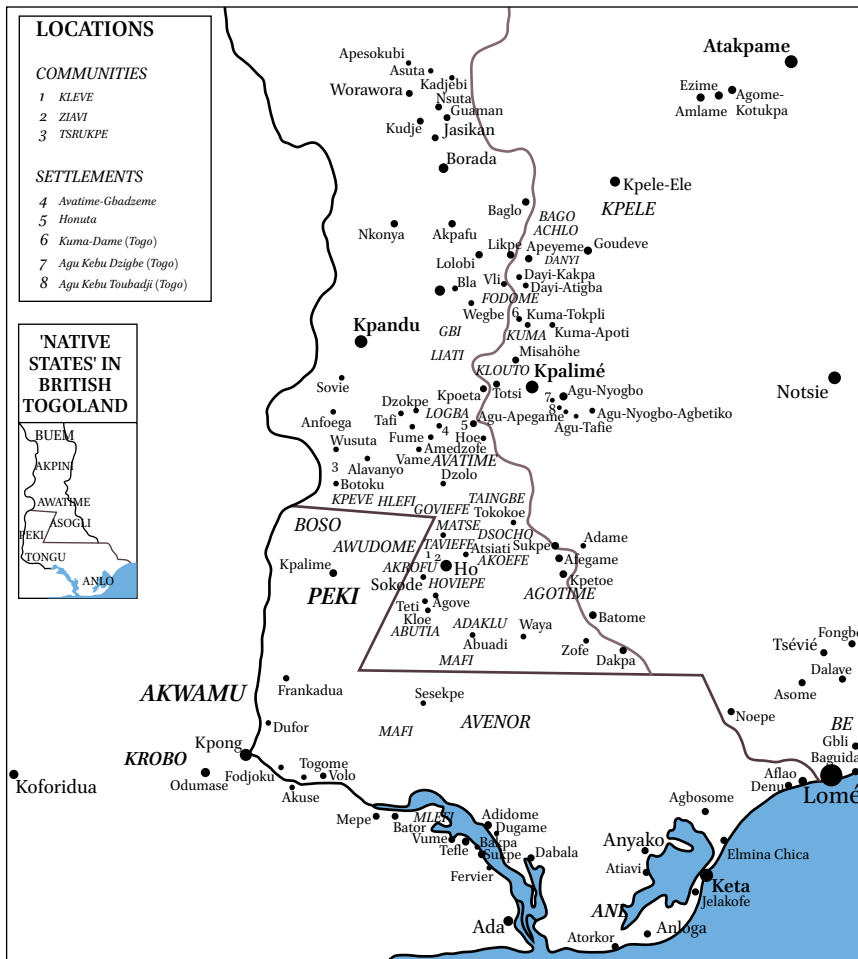 LOCATIONS
COMMUNITIES
1 KLEVE
2 ZIAVI
3 TSRUKPE
SETTLEMENTS
4 Avatime-Gbadzeme
5 Honuta
6 Kuma-Dame (Togo)
7 Agu Kebu Dzigbe (Togo)
8 Agu Kebu Toubadji (Togo)
'NATIVE
STATES' IN
BRITISH
TOGOLAND
BUEM
AKPINI
AWATIME
ASOGLI
PEKI
TONGU
ANLO
Apesokubi
Asuta
Kadjebi
Worawora
Nsuta
Guaman
Kudje
Jasikan
Borada
Atakpame
Ezime
Amlame
Agome-
Kotukpa
Kpele-Ele
KPELE
Baglo
BAGO
ACHLO
Nkonya
Akpafu
Likpe
Apeyeme
Goudeve
Lolobi
DANYI
Vli
Dayi-Kakpa
Dayi-Atigba
Bla
FODOME
Wegbe
6
Kuma-Tokpli
GBI
KUMA
Kuma-Apoti
Kpandu
LIATI
Misahöhe
KLOUTO
Kpalimé
Notsie
Sovie
Kpoeta
Totsi
7
Agu-Nyogbo
8
Dzokpe
LOGBA
Agu-Nyogbo-Agbetiko
Anfoega
Tafi
Agu-Apegame
Agu-Tafie
Fume
4
5
Wusuta
Hoe
Amedzofe
3
Alavanyo
Vame
AVATIME
Botoku
Dzolo
KPEVE
HLEFI
TAINGBE
GOVIEFE
Tokokoe
BOSO
MATSE
DSOCHO
AWUDOME
TAVIEFE
Atsiati
Sukpe
Adame
1
2
AKOEFE
Afegame
Kpalime
AKROFU
Ho
Kpetoe
Sokode
HOVIEPE
PEKI
AGOTIME
Teti
Agove
Kloe
Batome
ABUTIA
ADAKLU
Waya
Abuadi
Zofe
Tsévié
Fongbe
MAFI
Dakpa
Dalave
AKWAMU
Frankadua
Asome
Sesekpe
Noepe
AVENOR
Dufor
MAFI
BE
Kpong
Gbli
KROBO
Baguida
Koforidua
Odumase
Fodjoku
Togome
Volo
Aflao
Akuse
Denu
Lomé
Agbosome
Mepe
Bator
MLEFI
Adidome
Dugame
Vume
Bakpa
Tefle
Sukpe
Dabala
Anyako
Elmina Chica
Fervier
Atiavi
Keta
Jelakofe
Ada
Anloga
Atorkor